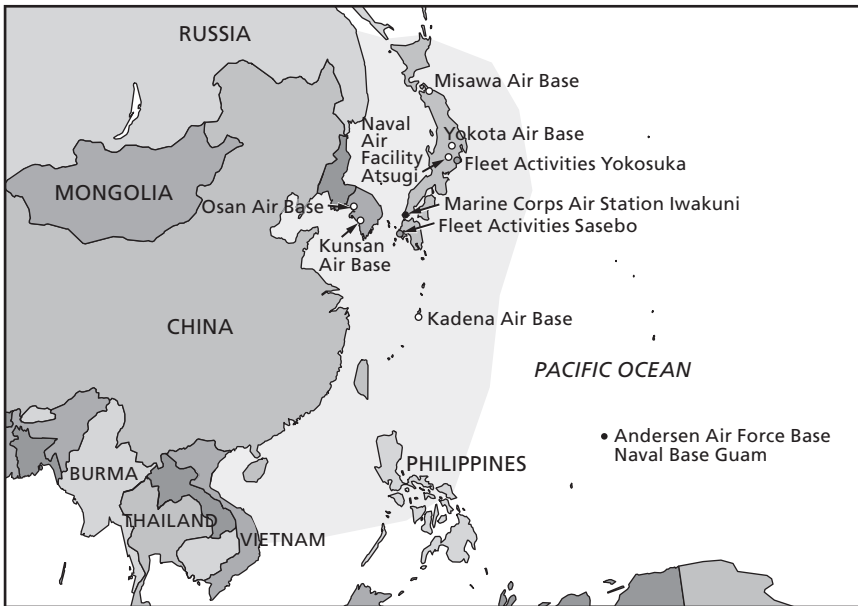 RUSSIA
Misawa Air Base
Naval
Air
Facility
Atsugi
Yokota Air Base
Fleet Activities Yokosuka
MONGOLIA
Osan Air Base
Marine Corps Air Station Iwakuni
Fleet Activities Sasebo
Kunsan
Air Base
CHINA
Kadena Air Base
PACIFIC OCEAN
Andersen Air Force Base
Naval Base Guam
PHILIPPINES
BURMA
THAILAND
VIETNAM